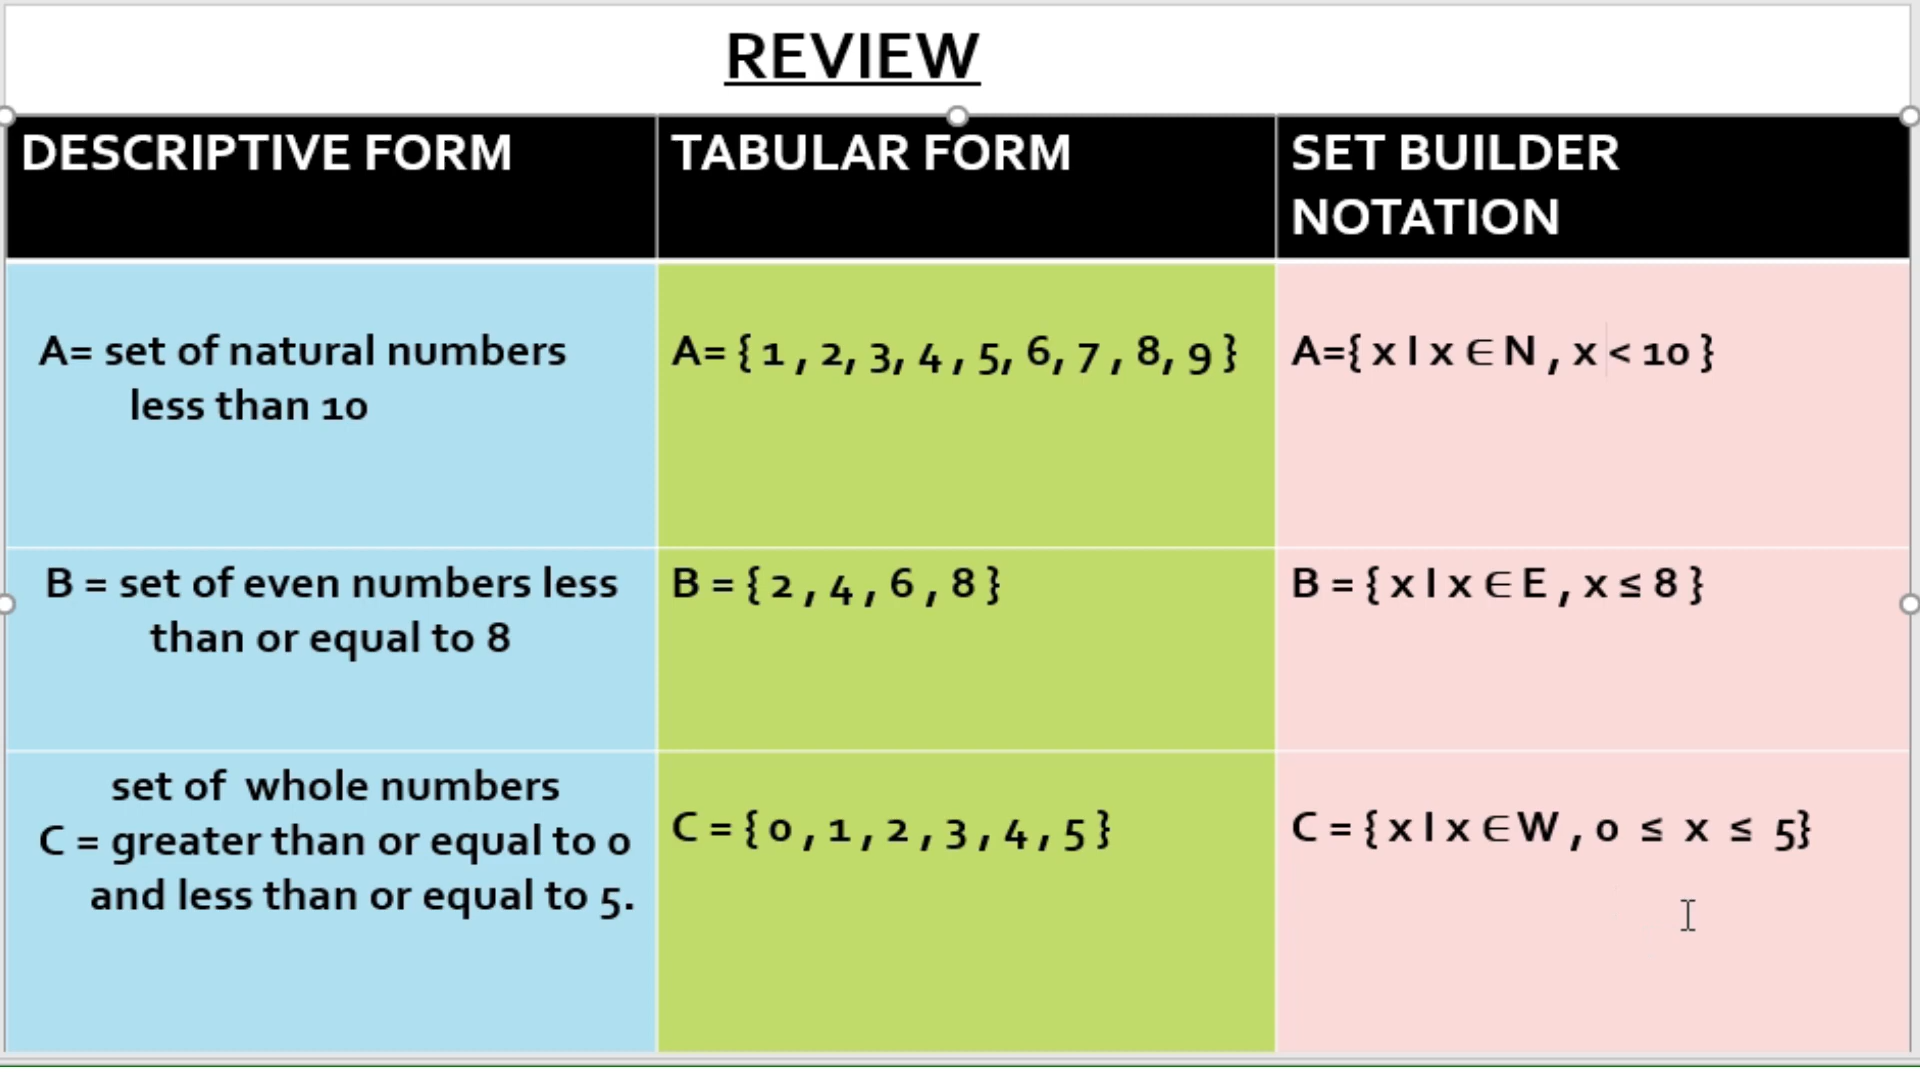 REVIEW
DESCRIPTIVE FORM
TABULAR FORM
SET BUILDER
NOTATION
A= set of natural numbers
less than 10
A= { 1 , 2, 3, 4 , 5, 6, 7 , 8, 9 }
A={ x l x ∈ N , x < 10 }
B = set of even numbers less
than or equal to 8
B = { 2 , 4 , 6 , 8 }
B = { x l x ∈ E , x ≤ 8 }
set of whole numbers
C = greater than or equal to 0
and less than or equal to 5.
C = { 0 , 1 , 2 , 3 , 4 , 5 }
C = { x l x ∈ W , 0 ≤ x ≤ 5}